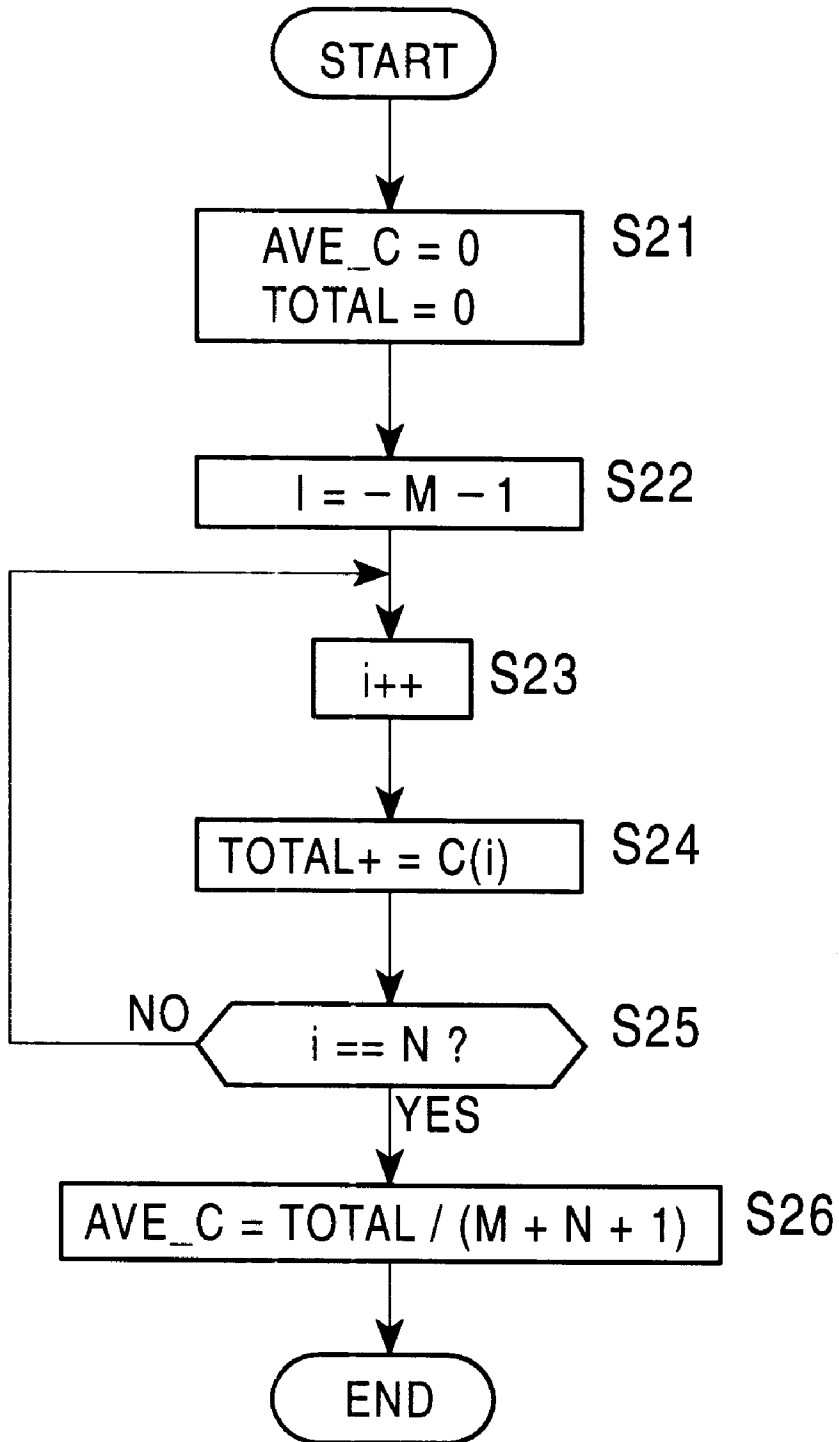 START
AVE_C = 0
TOTAL = 0
S21
I = – M – 1
S22
i++
S23
TOTAL+ = C(i)
S24
NO
i == N ?
S25
YES
AVE_C = TOTAL / (M + N + 1)
S26
END